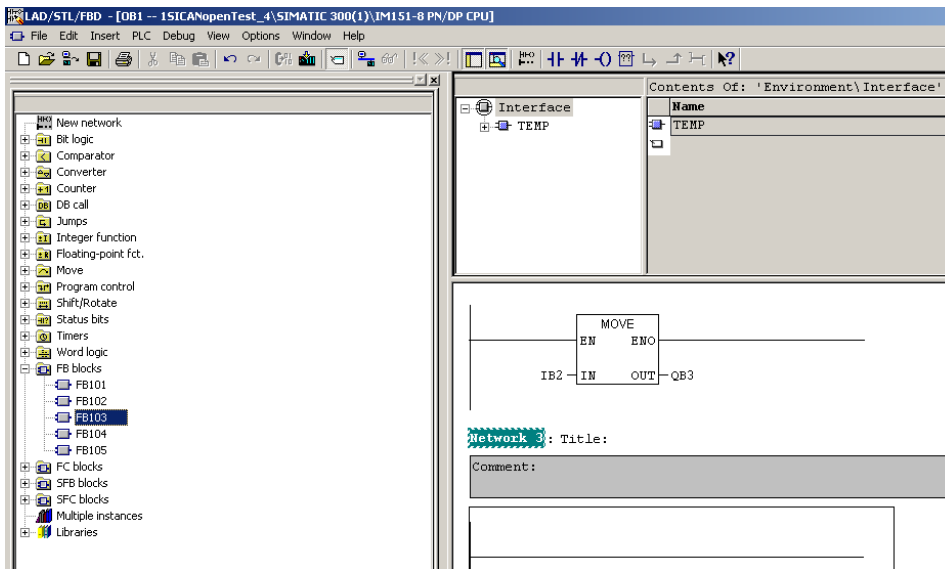 LAD/STL/FBD - [OB1 -- 1SICANopenTest_4\SIMATIC 300(1)\IM151-8 PN/DP CPU]
File Edit Insert PLC Debug View Options Window Help
New network
Bit logic
Comparator
Converter
Counter
DB call
Jumps
Integer function
Floating-point fct.
Move
Program control
Shift/Rotate
Status bits
Timers
Word logic
FB blocks
FB101
FB102
FB103
FB104
FB105
FC blocks
SFB blocks
SFC blocks
Multiple instances
Libraries
Interface
TEMP
Contents Of: 'Environment\Interface'
Name
TEMP
MOVE
EN ENO
IB2 IN OUT QB3
Network 3: Title:
Comment: